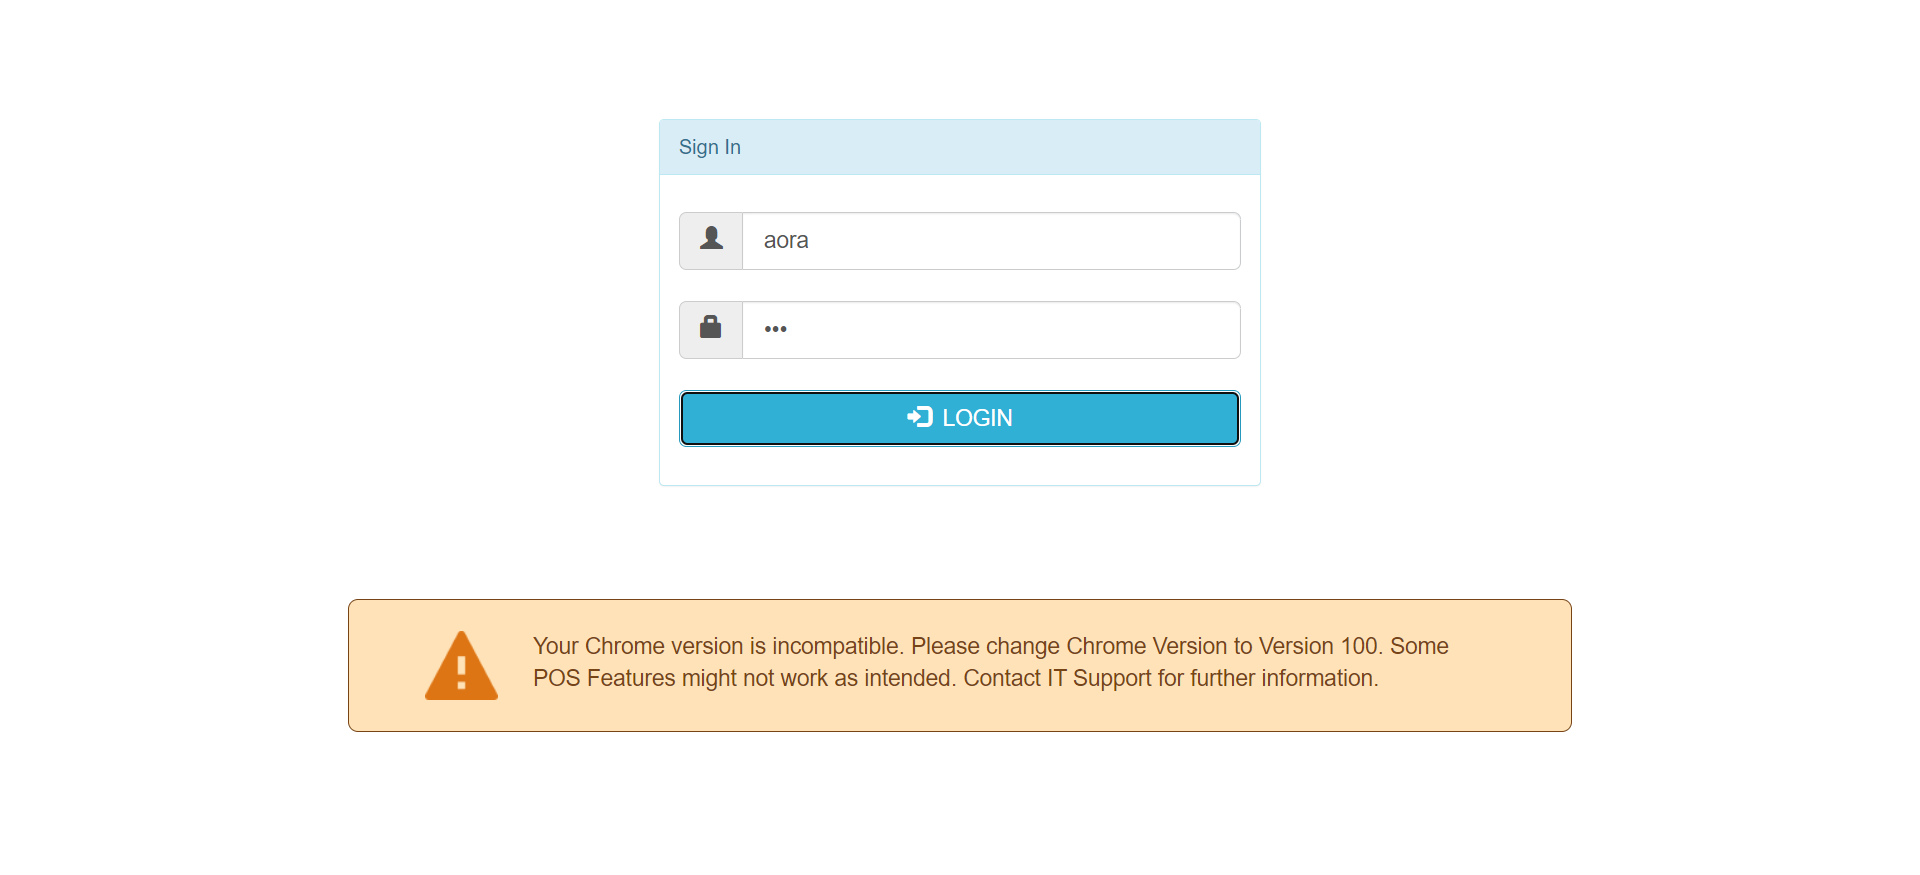 Sign In
aora
•••
LOGIN
Your Chrome version is incompatible. Please change Chrome Version to Version 100. Some
POS Features might not work as intended. Contact IT Support for further information.